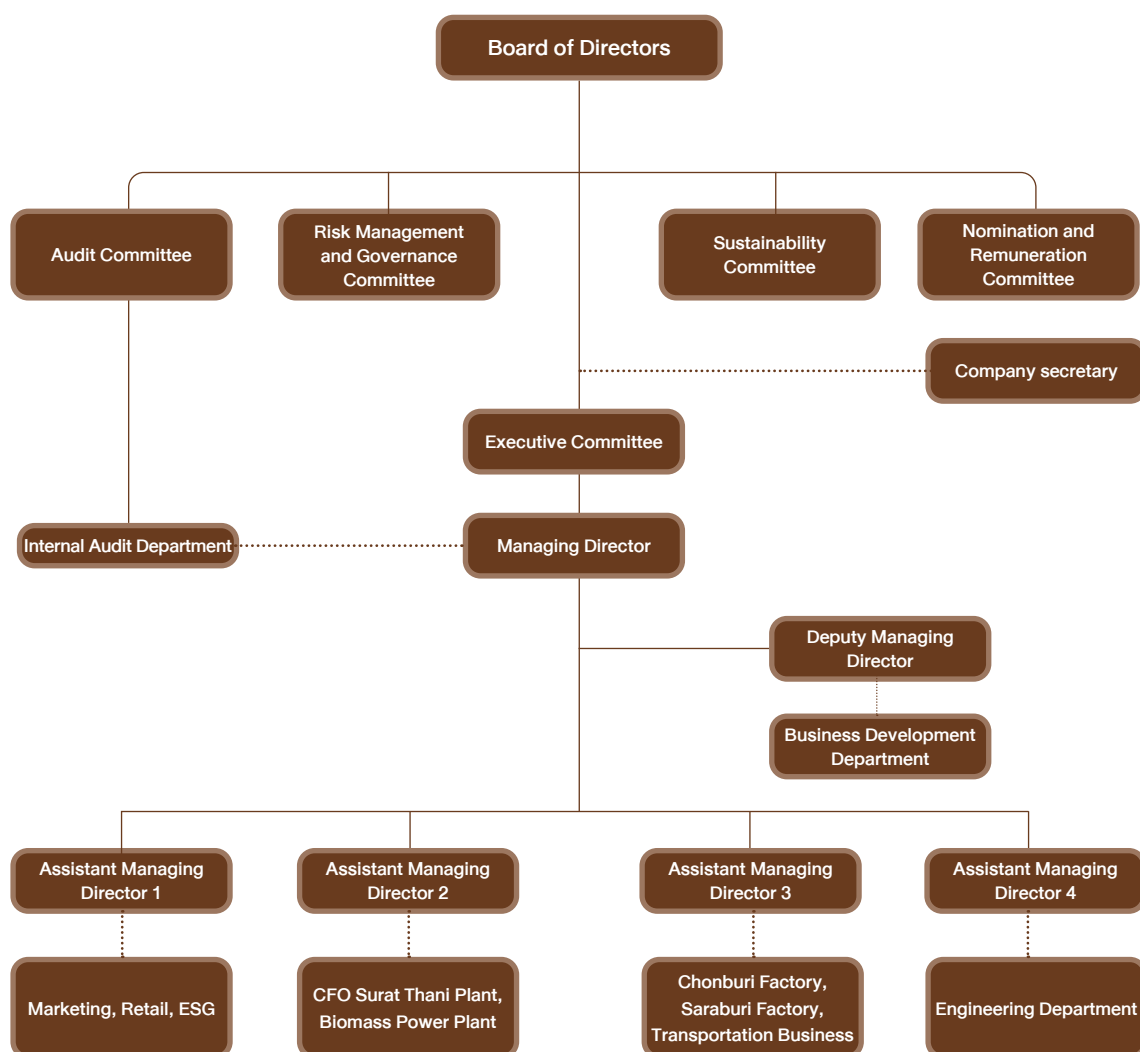 Board of Directors
Audit Committee
Risk Management
and Governance
Committee
Sustainability
Committee
Nomination and
Remuneration
Committee
Company secretary
Executive Committee
Internal Audit Department
Managing Director
Deputy Managing
Director
Business Development
Department
Assistant Managing
Director 1
Assistant Managing
Director 2
Assistant Managing
Director 3
Assistant Managing
Director 4
Marketing, Retail, ESG
CFO Surat Thani Plant,
Biomass Power Plant
Chonburi Factory,
Saraburi Factory,
Transportation Business
Engineering Department